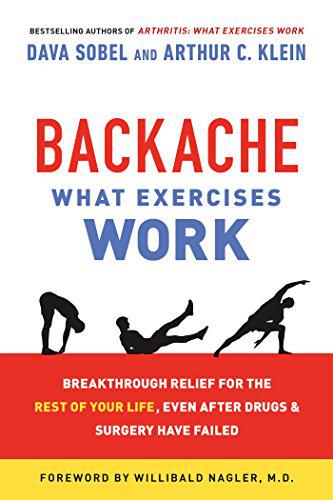 BESTSELLING AUTHORS OF ARTHRITIS: WHAT EXERCISES WORK
DAVA SOBEL AND ARTHUR C. KLEIN
BACKACHE
WHAT EXERCISES
WORK
BREAKTHROUGH RELIEF FOR THE
REST OF YOUR LIFE, EVEN AFTER DRUGS &
SURGERY HAVE FAILED
FOREWORD BY WILLIBALD NAGLER, M.D.